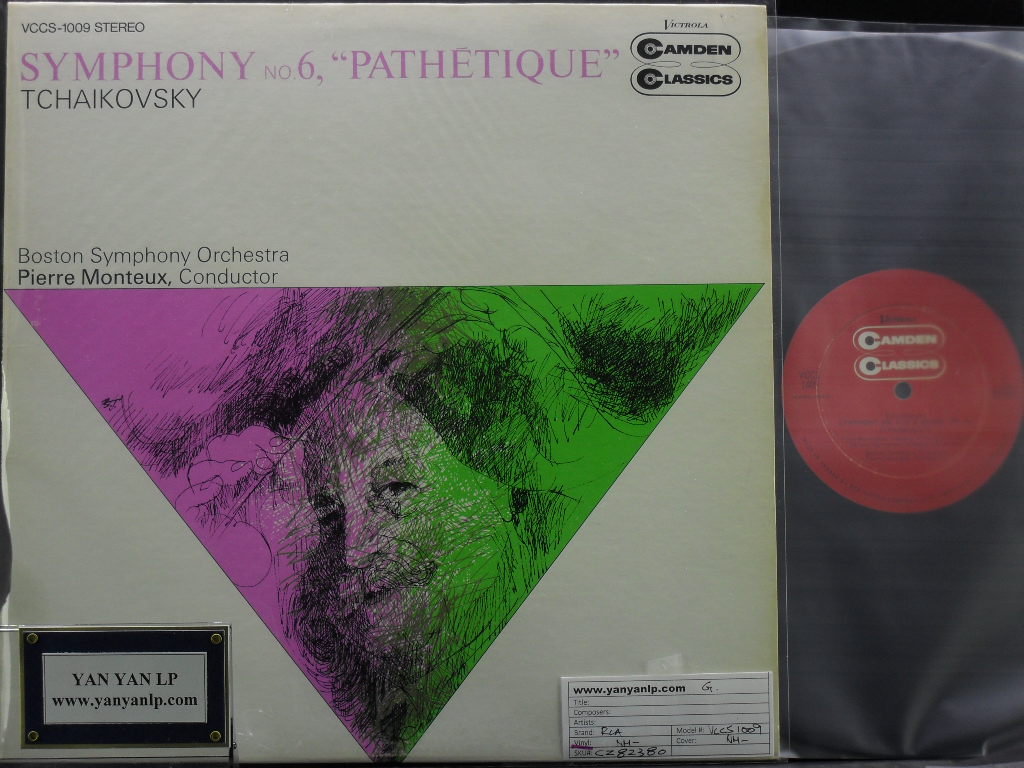 VCCS-1009 STEREO
VICTROLA
CAMDEN
CLASSICS
SYMPHONY NO. 6, “PATHÉTIQUE”
TCHAIKOVSKY
Boston Symphony Orchestra
Pierre Monteux, Conductor
CAMDEN
CLASSICS
YAN YAN LP
www.yanyanlp.com
www.yanyanlp.com G.
Title:
Composers:
Artists:
Brand: RCA Model #: VCCS 1009
Vinyl: NM- Cover: NM-
SKU#: CZ82380